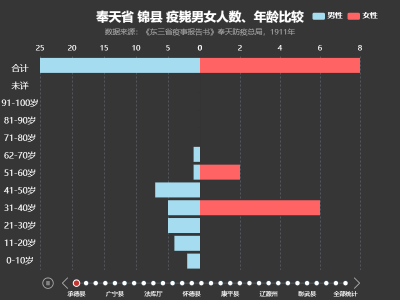 奉天省 锦县 疫毙男女人数、年龄比较
男性 女性
数据来源：《东三省疫事报告书》奉天防疫总局，1911年
25 20 15 10 5 0 0 2 4 6 8
合计
未详
91-100岁
81-90岁
71-80岁
62-70岁
51-60岁
41-50岁
31-40岁
21-30岁
11-20岁
0-10岁
承德县 广宁县 法库厅 怀德县 康平县 辽源州 彰武县 全部统计